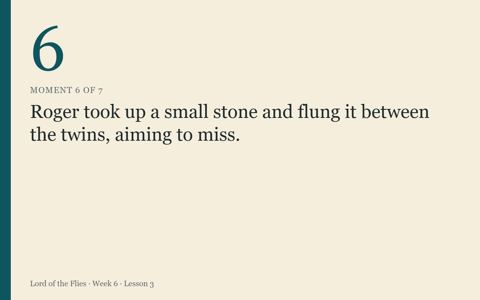 6
MOMENT 6 OF 7
Roger took up a small stone and flung it between
the twins, aiming to miss.
Lord of the Flies · Week 6 · Lesson 3